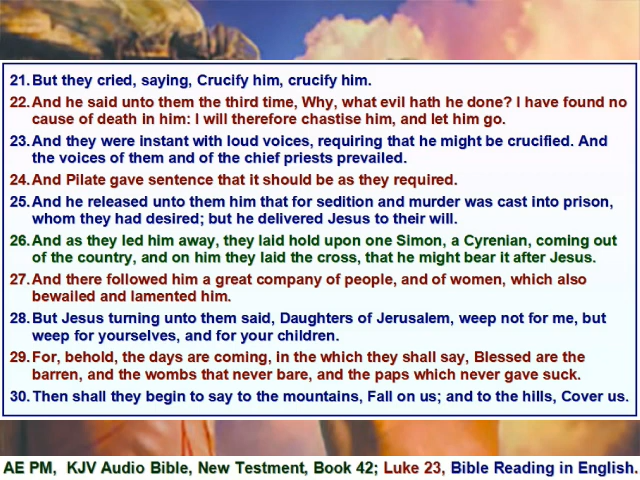 21. But they cried, saying, Crucify him, crucify him.
22. And he said unto them the third time, Why, what evil hath he done? I have found no
cause of death in him: I will therefore chastise him, and let him go.
23. And they were instant with loud voices, requiring that he might be crucified. And
the voices of them and of the chief priests prevailed.
24. And Pilate gave sentence that it should be as they required.
25. And he released unto them him that for sedition and murder was cast into prison,
whom they had desired; but he delivered Jesus to their will.
26. And as they led him away, they laid hold upon one Simon, a Cyrenian, coming out
of the country, and on him they laid the cross, that he might bear it after Jesus.
27. And there followed him a great company of people, and of women, which also
bewailed and lamented him.
28. But Jesus turning unto them said, Daughters of Jerusalem, weep not for me, but
weep for yourselves, and for your children.
29. For, behold, the days are coming, in the which they shall say, Blessed are the
barren, and the wombs that never bare, and the paps which never gave suck.
30. Then shall they begin to say to the mountains, Fall on us; and to the hills, Cover us.
AE PM, KJV Audio Bible, New Testment, Book 42; Luke 23, Bible Reading in English.